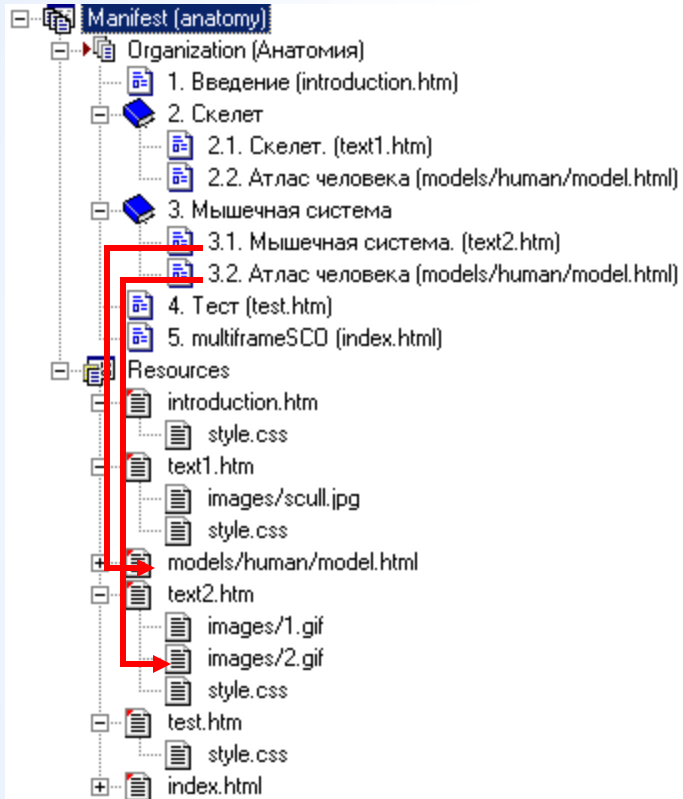 Manifest (anatomy)
Organization (Анатомия)
1. Введение (introduction.htm)
2. Скелет
2.1. Скелет. (text1.htm)
2.2. Атлас человека (models/human/model.html)
3. Мышечная система
3.1. Мышечная система. (text2.htm)
3.2. Атлас человека (models/human/model.html)
4. Тест (test.htm)
5. multiframeSCO (index.html)
Resources
introduction.htm
style.css
text1.htm
images/scull.jpg
style.css
models/human/model.html
text2.htm
images/1.gif
images/2.gif
style.css
test.htm
style.css
index.html